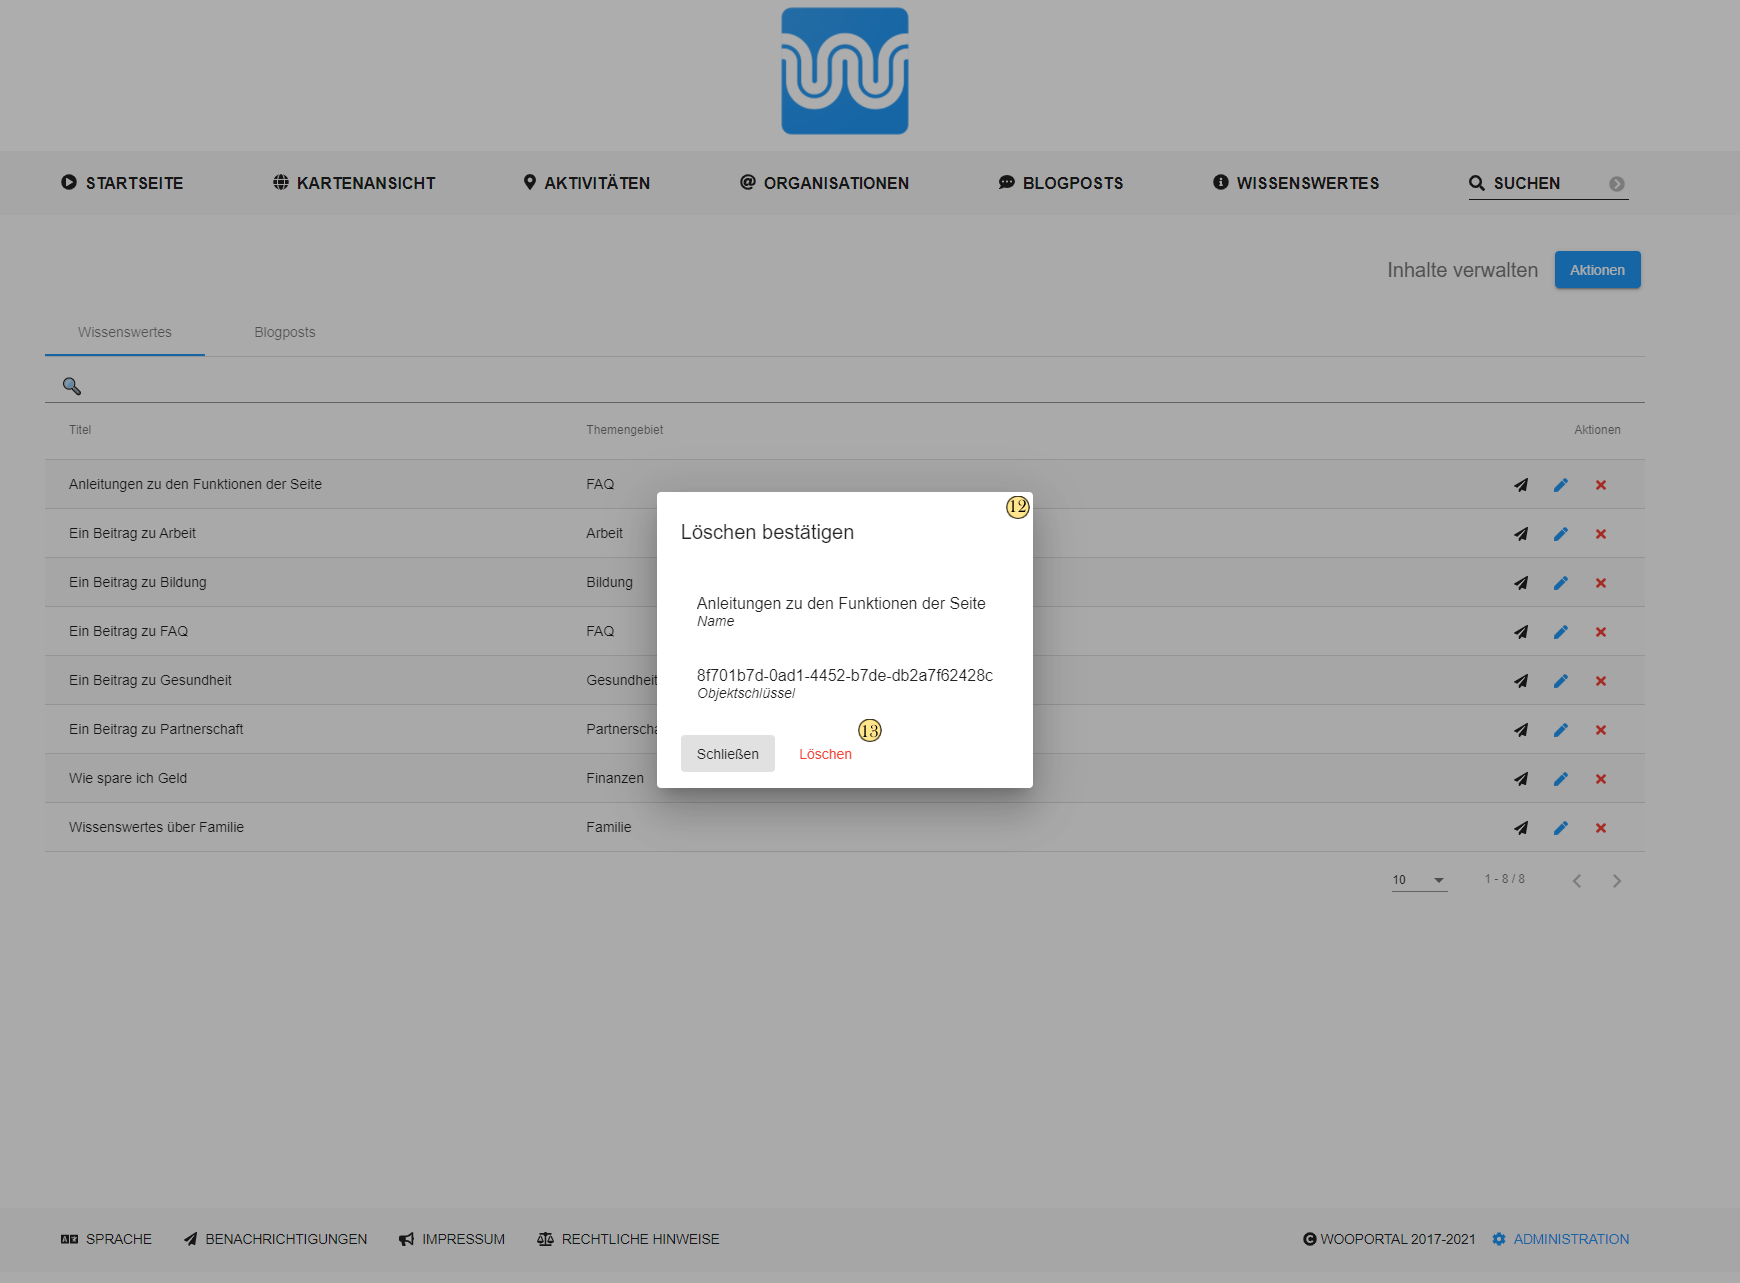 STARTSEITE KARTENANSICHT AKTIVITÄTEN ORGANISATIONEN BLOGPOSTS WISSENSWERTES SUCHEN
Inhalte verwalten Aktionen
Wissenswertes Blogposts
Titel Themengebiet Aktionen
Anleitungen zu den Funktionen der Seite FAQ
Ein Beitrag zu Arbeit Arbeit
Ein Beitrag zu Bildung Bildung
Ein Beitrag zu FAQ FAQ
Ein Beitrag zu Gesundheit Gesundheit
Ein Beitrag zu Partnerschaft Partnerscha
Wie spare ich Geld Finanzen
Wissenswertes über Familie Familie
12
Löschen bestätigen
Anleitungen zu den Funktionen der Seite
Name
8f701b7d-0ad1-4452-b7de-db2a7f62428c
Objektschlüssel
13
Schließen Löschen
10 1 - 8 / 8
SPRACHE BENACHRICHTIGUNGEN IMPRESSUM RECHTLICHE HINWEISE WOOPORTAL 2017-2021 ADMINISTRATION